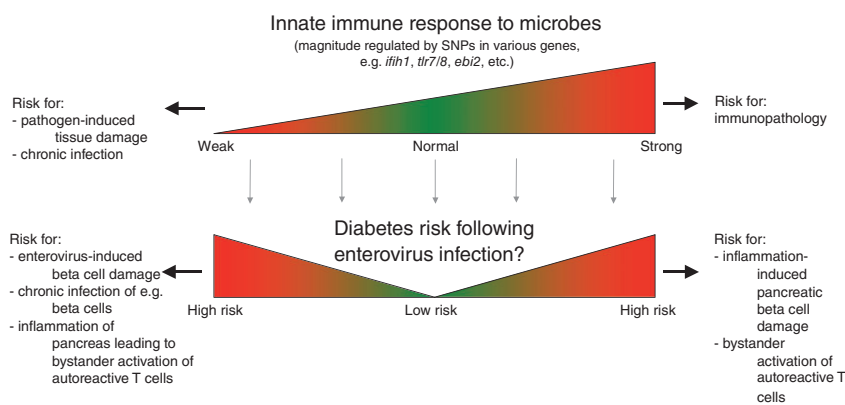 Innate immune response to microbes
(magnitude regulated by SNPs in various genes,
e.g. ifih1, tlr7/8, ebi2, etc.)
Risk for:
- pathogen-induced
tissue damage
- chronic infection
Risk for:
immunopathology
Weak
Normal
Strong
Diabetes risk following
enterovirus infection?
Risk for:
- enterovirus-induced
beta cell damage
- chronic infection of e.g.
beta cells
- inflammation of
pancreas leading to
bystander activation of
autoreactive T cells
High risk
Low risk
High risk
Risk for:
- inflammation-
induced
pancreatic
beta cell
damage
- bystander
activation of
autoreactive T
cells